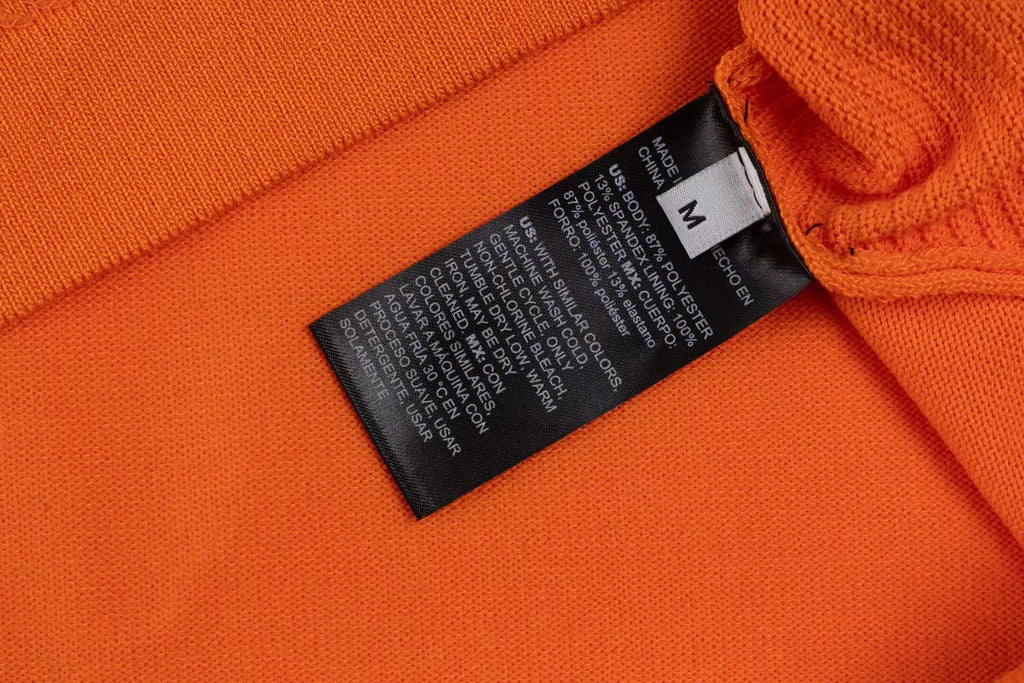 MADE
CHINA
M
ECHO EN
US: BODY: 87% POLYESTER
13% SPANDEX LINING: 100%
POLYESTER MX: CUERPO:
87% poliéster 13% elastano
FORRO: 100% poliéster
US: WITH SIMILAR COLORS
MACHINE WASH COLD,
GENTLE CYCLE. ONLY
NON-CHLORINE BLEACH,
TUMBLE DRY LOW, WARM
IRON MAY BE DRY
CLEANED MX: CON
COLORES SIMILARES,
LAVAR A MÁQUINA CON
AGUA FRÍA 30 °C EN
PROCESO SUAVE, USAR
DETERGENTE, USAR
SOLAMENTE